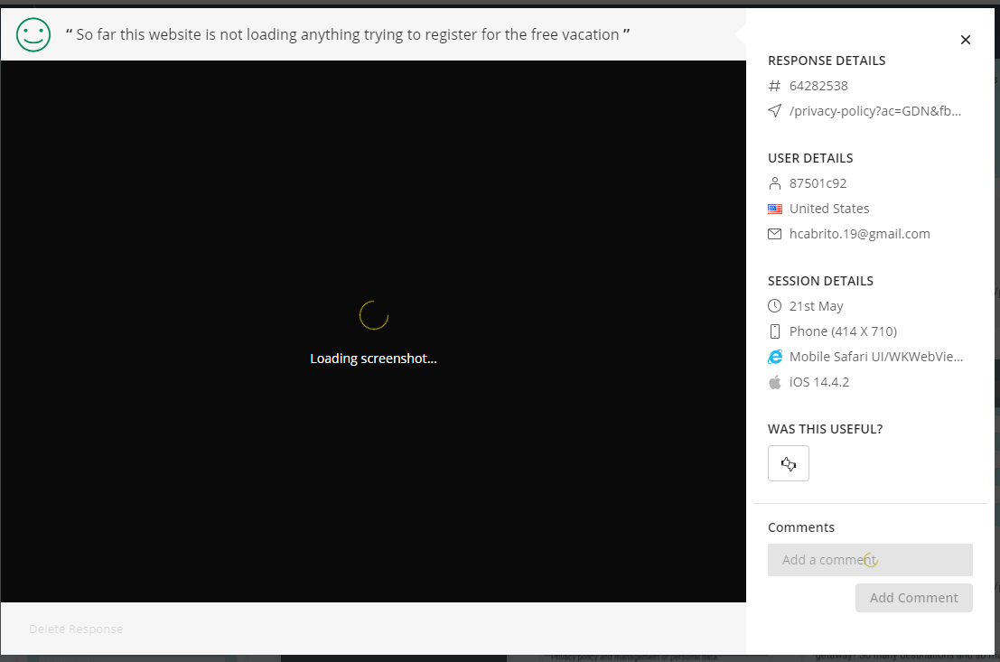 “ So far this website is not loading anything trying to register for the free vacation ”
Loading screenshot...
Delete Response
RESPONSE DETAILS
# 64282538
/privacy-policy?ac=GDN&fb...
USER DETAILS
87501c92
United States
hcabrito.19@gmail.com
SESSION DETAILS
21st May
Phone (414 X 710)
Mobile Safari UI/WKWebVie...
iOS 14.4.2
WAS THIS USEFUL?
Comments
Add a comment
Add Comment
Privacy policy and management of personal data
getaway? So many destinations and so m